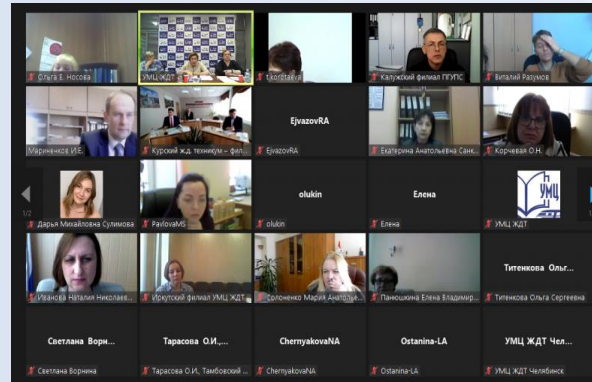 Ольга Е. Носова
УМЦ ЖДТ
t.korotaeva
Калужский филиал ПГУПС
Виталий Разумов
Мариненков И.Е.
Курский ж.д. техникум – фил...
EjvazovRA
EjvazovRA
Екатерина Анатольевна Санк...
Корчевая О.Н.
1/2
Дарья Михайловна Сулимова
PavlovaMS
olukin
olukin
Елена
Елена
УМЦ
УМЦ ЖДТ
Иванова Наталия Николаев...
Иркутский филиал УМЦ ЖДТ
Солоненко Мария Анатолье...
Панюшкина Елена Владимир...
Титенкова Ольг...
Титенкова Ольга Сергеевна
Светлана Ворн...
Светлана Ворнина
Тарасова О.И,...
Тарасова О.И., Тамбовский ...
ChernyakovaNA
ChernyakovaNA
Ostanina-LA
Ostanina-LA
УМЦ ЖДТ Чел...
УМЦ ЖДТ Челябинск